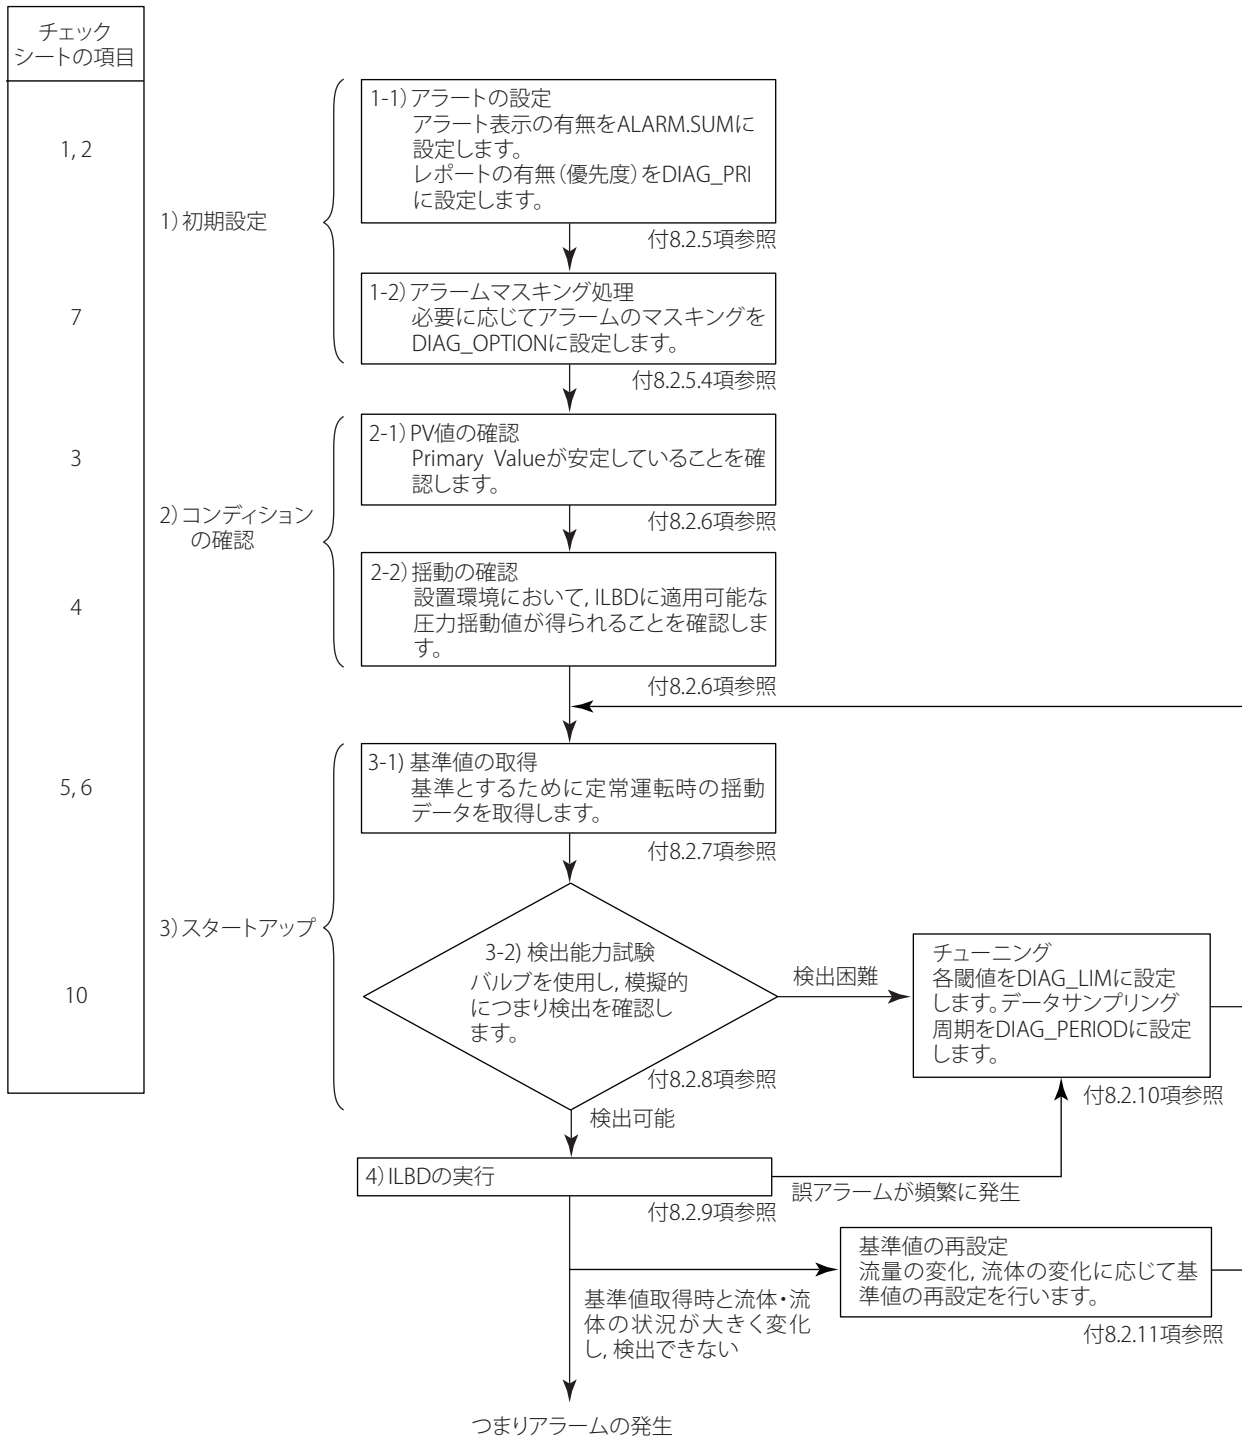 チェック
シートの項目
1, 2
7
3
4
5, 6
10
1) 初期設定
1-1) アラートの設定
アラート表示の有無をALARM.SUMに
設定します。
レポートの有無(優先度)をDIAG_PRI
に設定します。
付8.2.5項参照
1-2) アラームマスキング処理
必要に応じてアラームのマスキングを
DIAG_OPTIONに設定します。
付8.2.5.4項参照
2) コンディション
の確認
2-1) PV値の確認
Primary Valueが安定していることを確
認します。
付8.2.6項参照
2-2) 揺動の確認
設置環境において, ILBDに適用可能な
圧力揺動値が得られることを確認しま
す。
付8.2.6項参照
3) スタートアップ
3-1) 基準値の取得
基準とするために定常運転時の揺動
データを取得します。
付8.2.7項参照
3-2) 検出能力試験
バルブを使用し, 模擬的
につまり検出を確認し
ます。
付8.2.8項参照
検出困難
チューニング
各閾値をDIAG_LIMに設定
します。データサンプリング
周期をDIAG_PERIODに設定
します。
付8.2.10項参照
検出可能
4) ILBDの実行
付8.2.9項参照
誤アラームが頻繁に発生
基準値の再設定
流量の変化, 流体の変化に応じて基
準値の再設定を行います。
付8.2.11項参照
基準値取得時と流体・流
体の状況が大きく変化
し, 検出できない
つまりアラームの発生